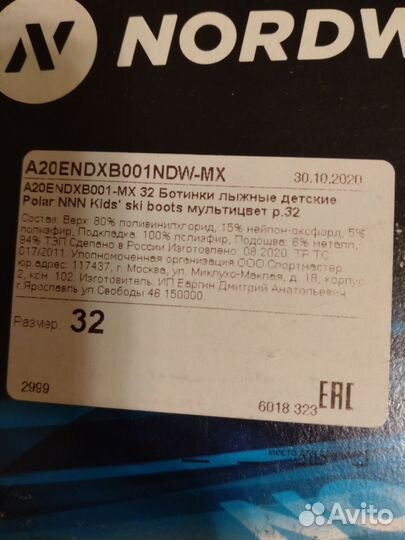 NORDW
A20ENDXB001NDW-MX 30.10.2020
A20ENDXB001-MX 32 Ботинки лыжные детские
Polar NNN Kids' ski boots мультицвет р.32
Состав: Верх: 80% поливинилхлорид, 15% нейлон-оксфорд, 5%
полиэфир, Подкладка: 100% полиэфир, Подошва: 6% металл,
94% ТЭП Сделано в России Изготовлено: 08.2020. ТР ТС
017/2011. Уполномоченная организация ООО Спортмастер
юр.адрес: 117437, г. Москва, ул. Миклухо-Маклая, д. 18, корпус
2, ком 102. Изготовитель: ИП Ёаргин Дмитрий Анатольевич
г.Ярославль ул.Свободы 46 150000.
Размер: 32
2999
6018 323
EAC
место для
Avito